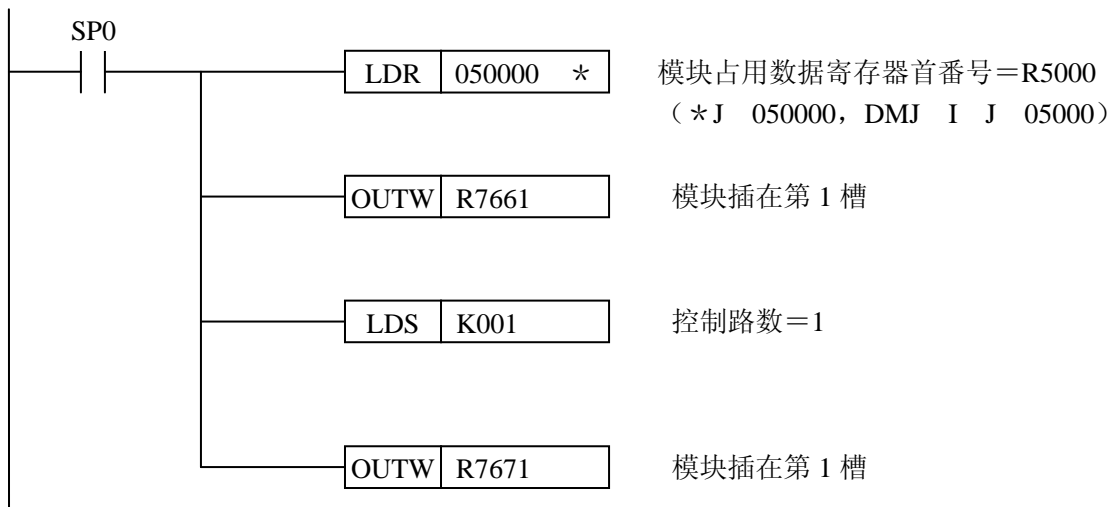 SP0
LDR 050000 * 模块占用数据寄存器首番号=R5000
(*J 050000,DMJ I J 05000)
OUTW R7661 模块插在第 1 槽
LDS K001 控制路数=1
OUTW R7671 模块插在第 1 槽